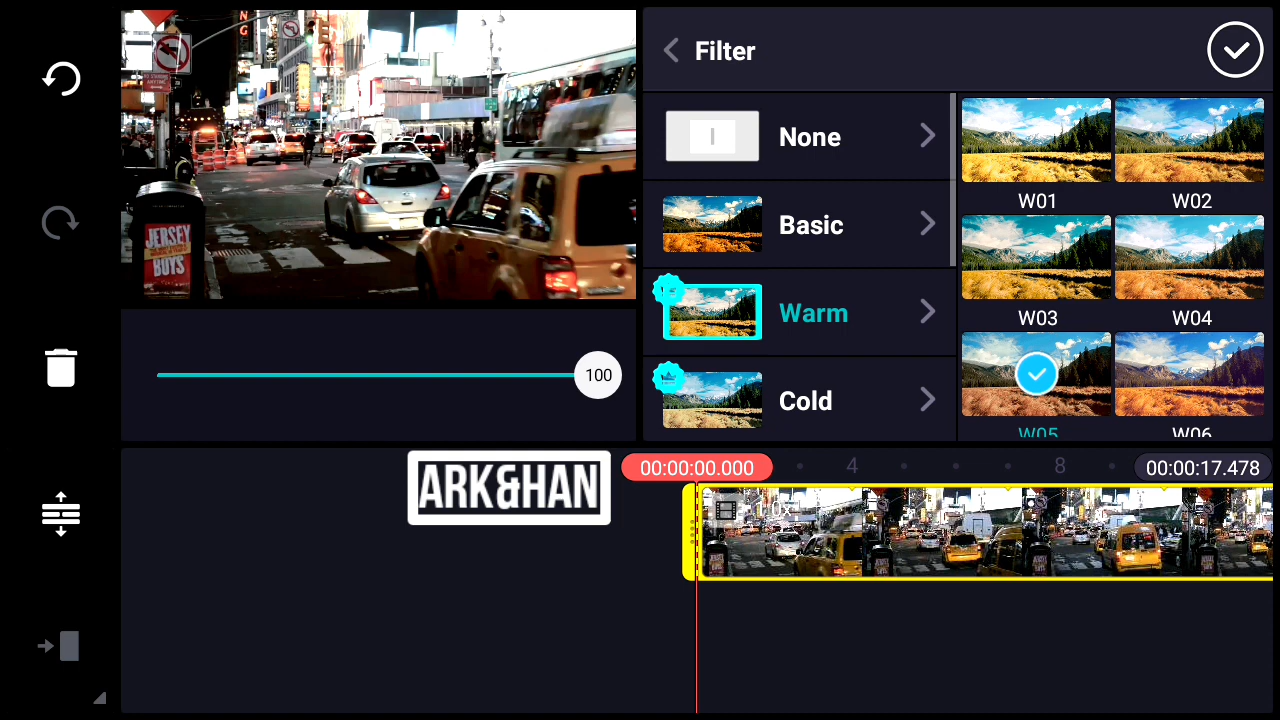 Filter
None
W01
W02
Basic
W03
W04
Warm
Cold
W05
W06
JERSEY
BOYS
100
ARK&HAN
00:00:00.000
4
8
00:00:17.478